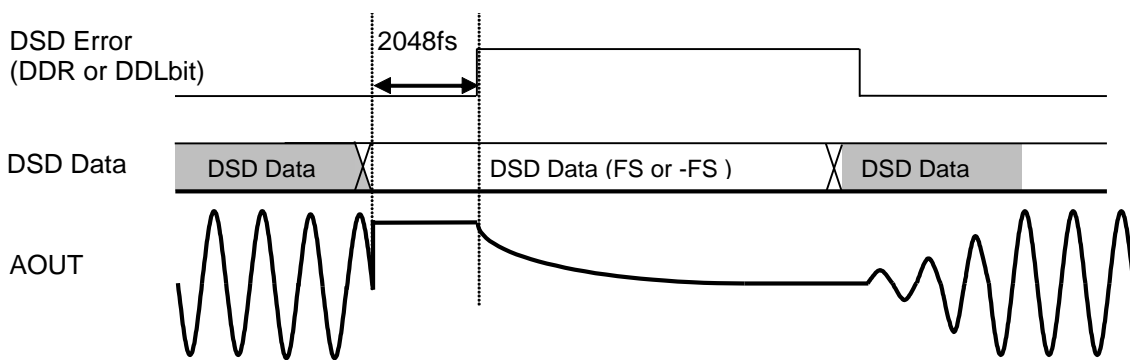 DSD Error
(DDR or DDLbit)
2048fs
DSD Data
DSD Data
DSD Data (FS or -FS )
DSD Data
AOUT